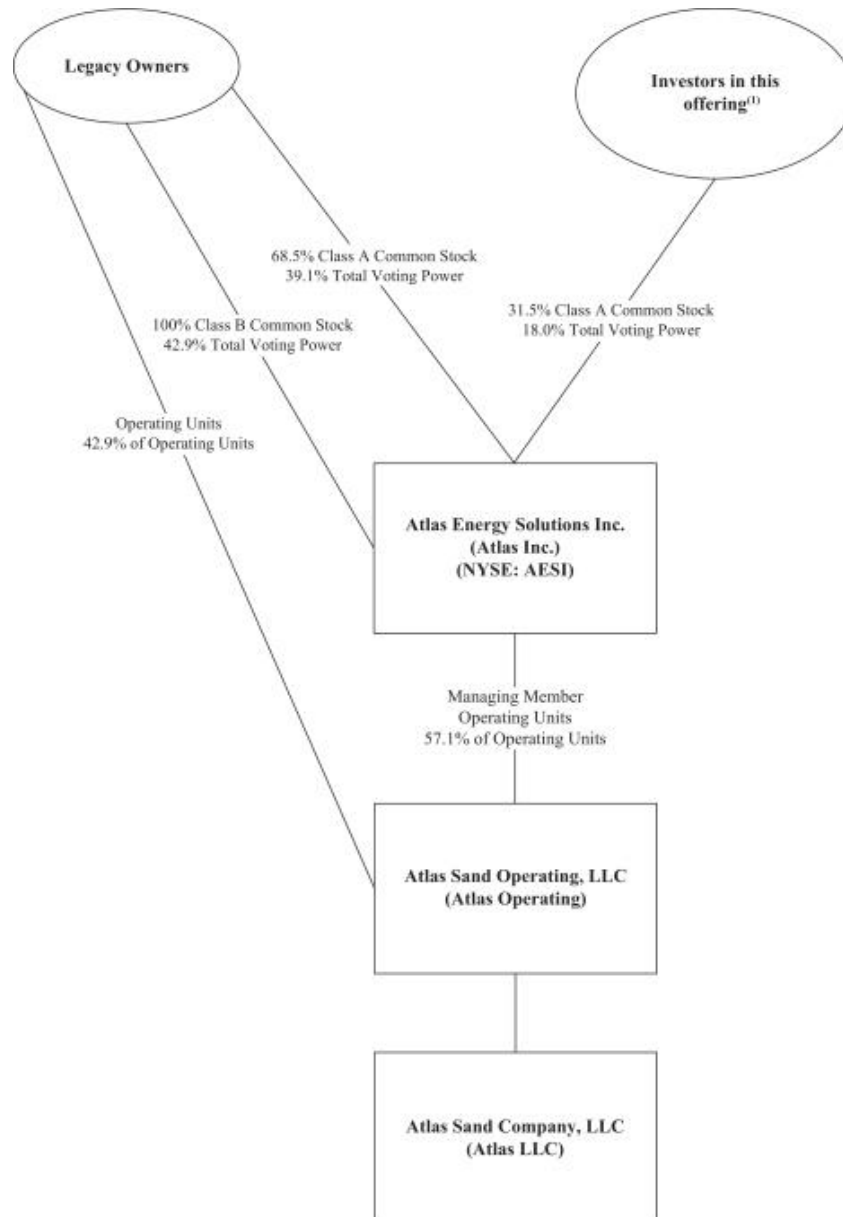 Legacy Owners
Investors in this
offering(1)
68.5% Class A Common Stock
39.1% Total Voting Power
31.5% Class A Common Stock
18.0% Total Voting Power
100% Class B Common Stock
42.9% Total Voting Power
Operating Units
42.9% of Operating Units
Atlas Energy Solutions Inc.
(Atlas Inc.)
(NYSE: AESI)
Managing Member
Operating Units
57.1% of Operating Units
Atlas Sand Operating, LLC
(Atlas Operating)
Atlas Sand Company, LLC
(Atlas LLC)